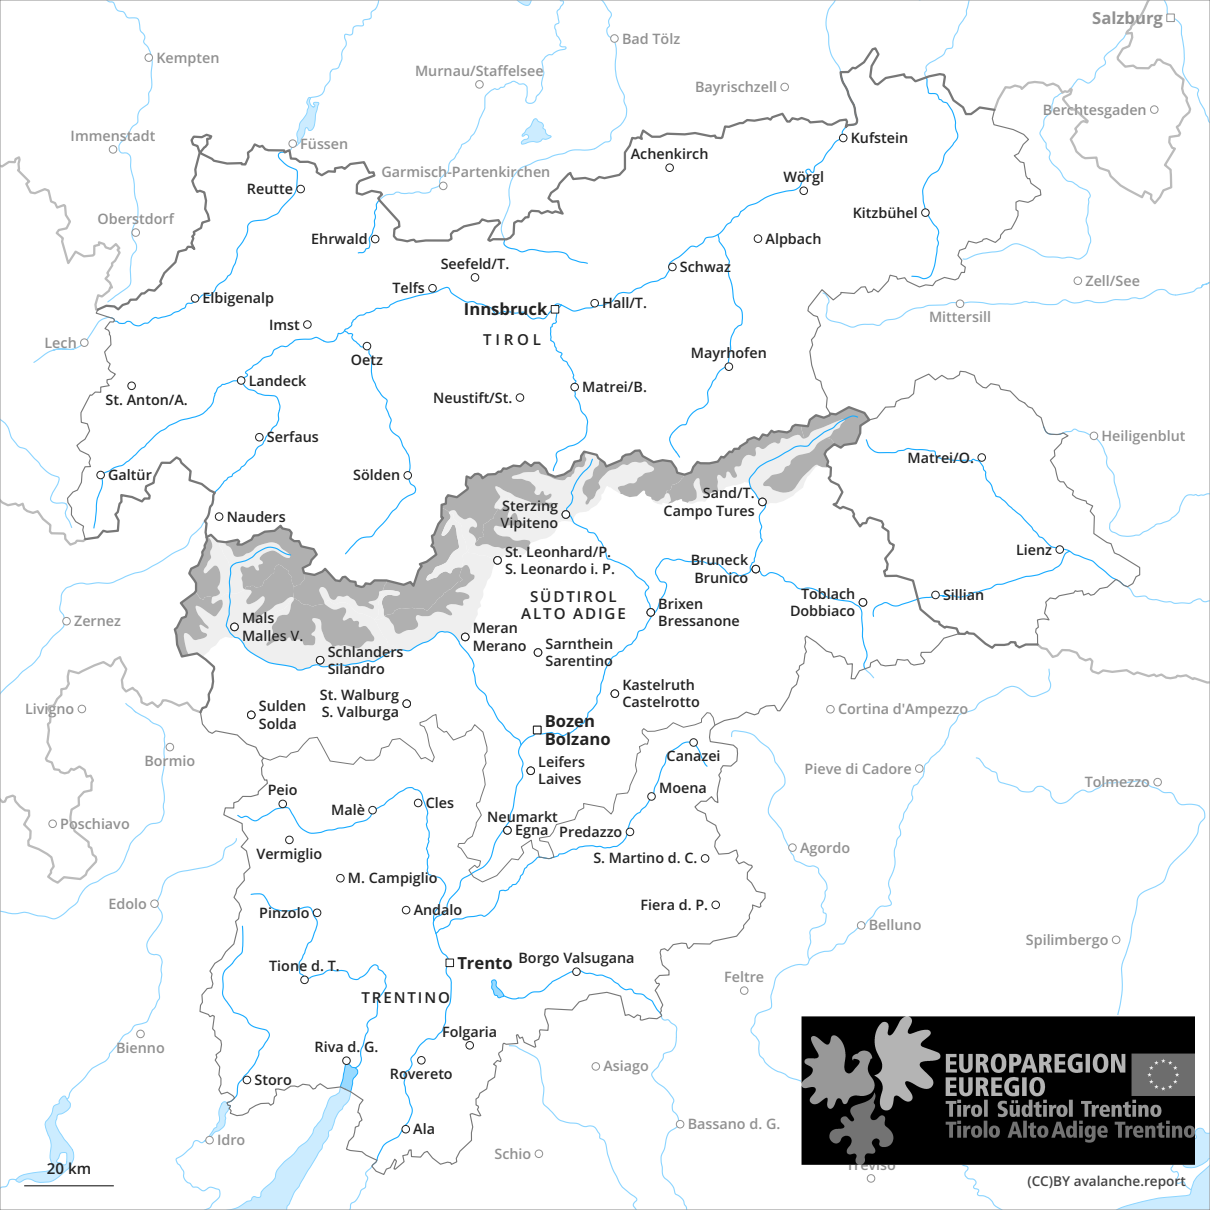 Salzburg
Bad Tölz
Kempten
Murnau/Staffelsee
Bayrischzell
Berchtesgaden
Immenstadt
Füssen
Kufstein
Achenkirch
Garmisch-Partenkirchen
Wörgl
Reutte
Oberstdorf
Kitzbühel
Ehrwald
Alpbach
Seefeld/T.
Schwaz
Zell/See
Telfs
Elbigenalp
Hall/T.
Innsbruck
Mittersill
Imst
TIROL
Lech
Oetz
Mayrhofen
Landeck
Matrei/B.
St. Anton/A.
Neustift/St.
Serfaus
Heiligenblut
Matrei/O.
Galtür
Sölden
Sand/T.
Campo Tures
Sterzing
Vipiteno
Nauders
St. Leonhard/P.
S. Leonardo i. P.
Lienz
Bruneck
Brunico
SÜDTIROL
ALTO ADIGE
Toblach
Dobbiaco
Sillian
Brixen
Bressanone
Zernez
Mals
Malles V.
Meran
Merano
Sarnthein
Sarentino
Schlanders
Silandro
Kastelruth
Castelrotto
St. Walburg
S. Valburga
Livigno
Sulden
Solda
Cortina d'Ampezzo
Bozen
Bolzano
Bormio
Canazei
Leifers
Laives
Pieve di Cadore
Tolmezzo
Peio
Moena
Malè
Cles
Neumarkt
Egna
Poschiavo
Predazzo
Vermiglio
Agordo
S. Martino d. C.
M. Campiglio
Edolo
Pinzolo
Andalo
Fiera d. P.
Belluno
Spilimbergo
Trento
Borgo Valsugana
Tione d. T.
Feltre
TRENTINO
Folgaria
Bienno
Riva d. G.
Asiago
Rovereto
Storo
EUROPAREGION
EUREGIO
Tirol Südtirol Trentino
Tirolo Alto Adige Trentino
Bassano d. G.
Ala
Idro
Schio
Treviso
20 km
(CC)BY avalanche.report